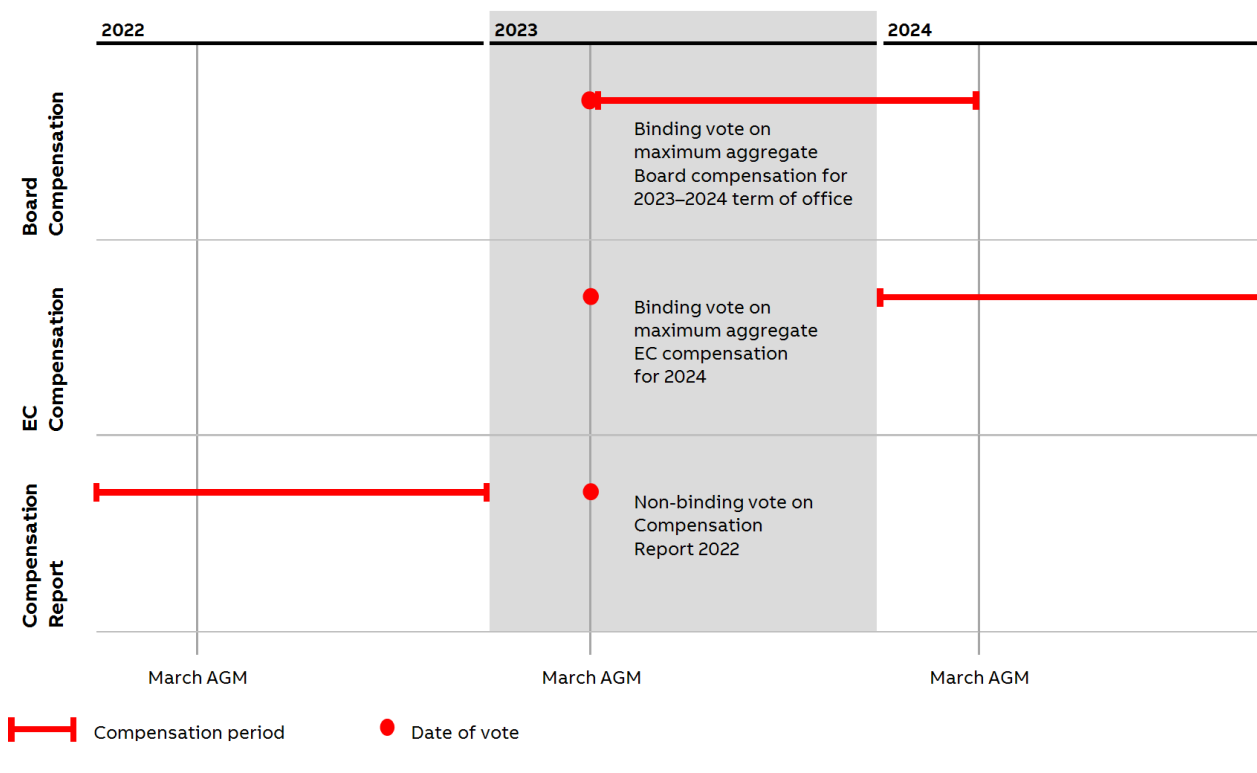 2022
2023
2024
Board
Compensation
Binding vote on
maximum aggregate
Board compensation for
2023–2024 term of office
EC
Compensation
Binding vote on
maximum aggregate
EC compensation
for 2024
Compensation
Report
Non-binding vote on
Compensation
Report 2022
March AGM
March AGM
March AGM
Compensation period
Date of vote